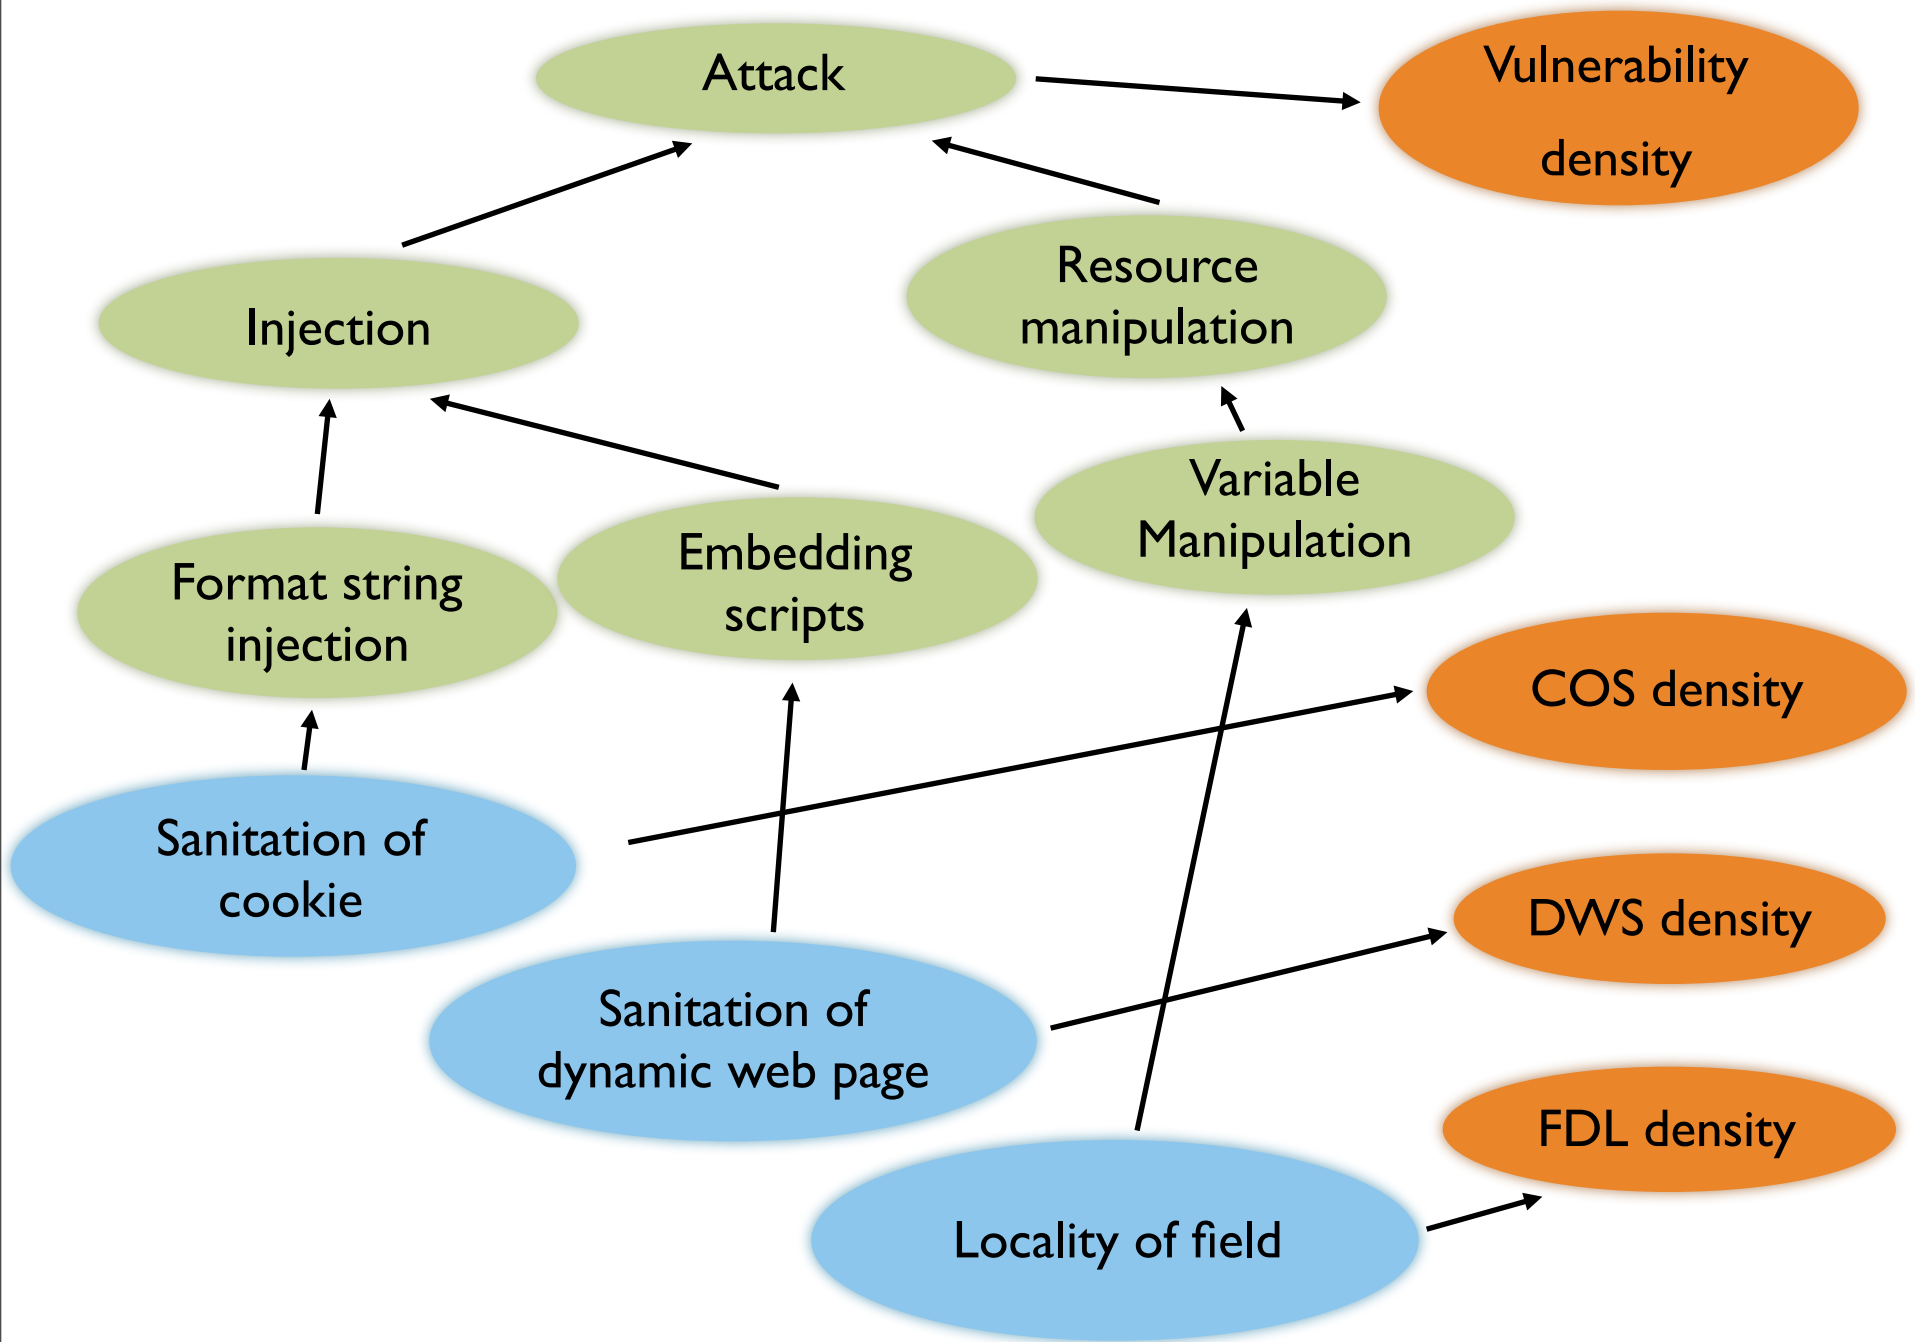 Attack
Vulnerability
density
Resource
manipulation
Injection
Variable
Manipulation
Embedding
scripts
Format string
injection
COS density
Sanitation of
cookie
DWS density
Sanitation of
dynamic web page
FDL density
Locality of field